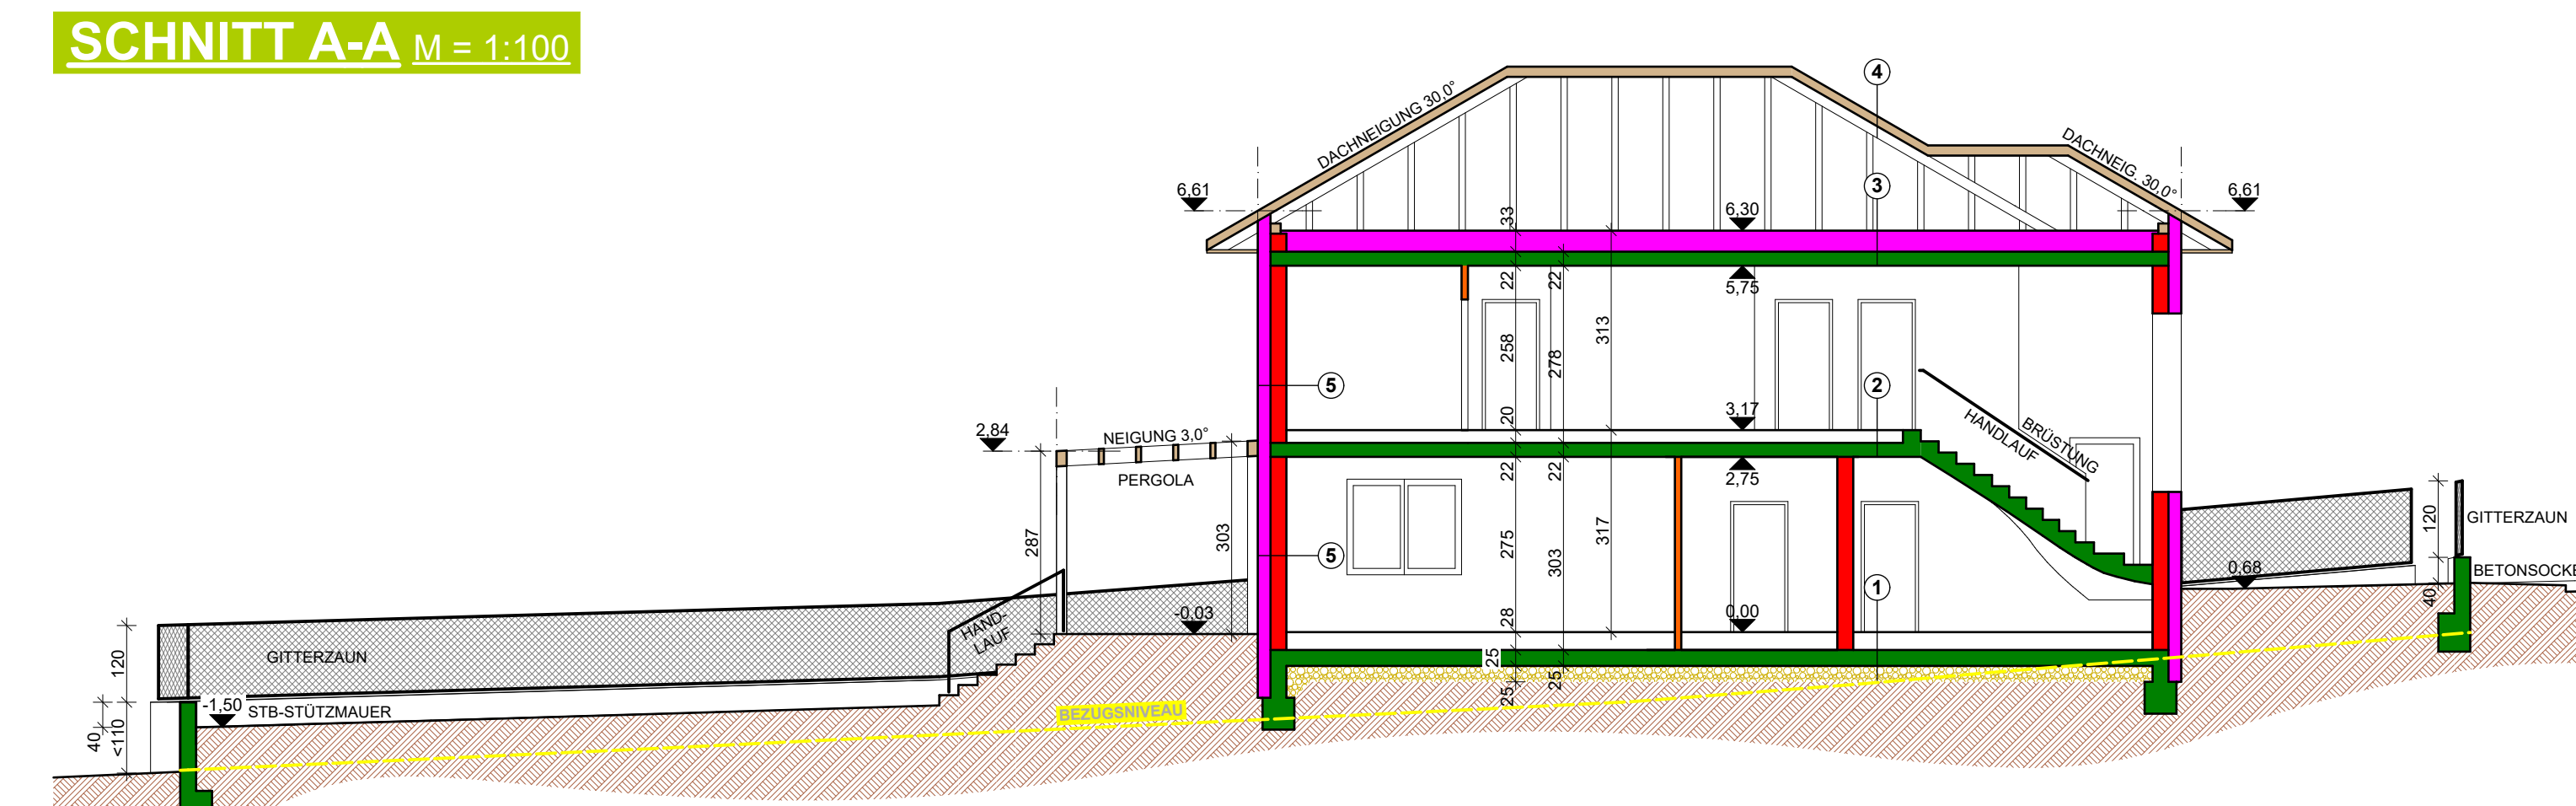 SCHNITT A-A M = 1:100
4
DACHNEIGUNG 30,0°
DACHNEIG. 30,0°
3
6,61
6,61
33
6,30
22
22
5,75
313
258
278
5
2
20
3,17
HANDLAUF
BRÜSTUNG
2,84
NEIGUNG 3,0°
PERGOLA
22
22
2,75
287
303
275
303
317
5
120
GITTERZAUN
0,68
BETONSOCKE
40
1
-0,03
28
0,00
HAND-
LAUF
120
GITTERZAUN
25
25
25
-1,50
STB-STÜTZMAUER
BEZUGSNIVEAU
40
<110